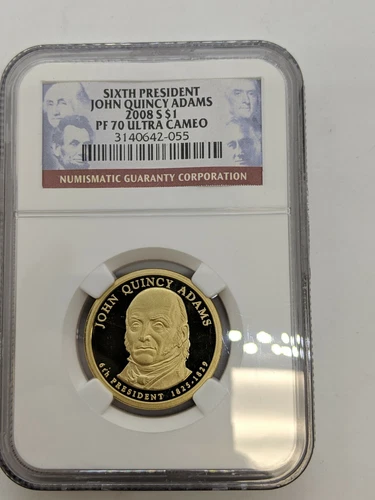 SIXTH PRESIDENT
JOHN QUINCY ADAMS
2008 S $1
PF 70 ULTRA CAMEO
3140642-055
NUMISMATIC GUARANTY CORPORATION
JOHN QUINCY ADAMS
6th PRESIDENT 1825-1829